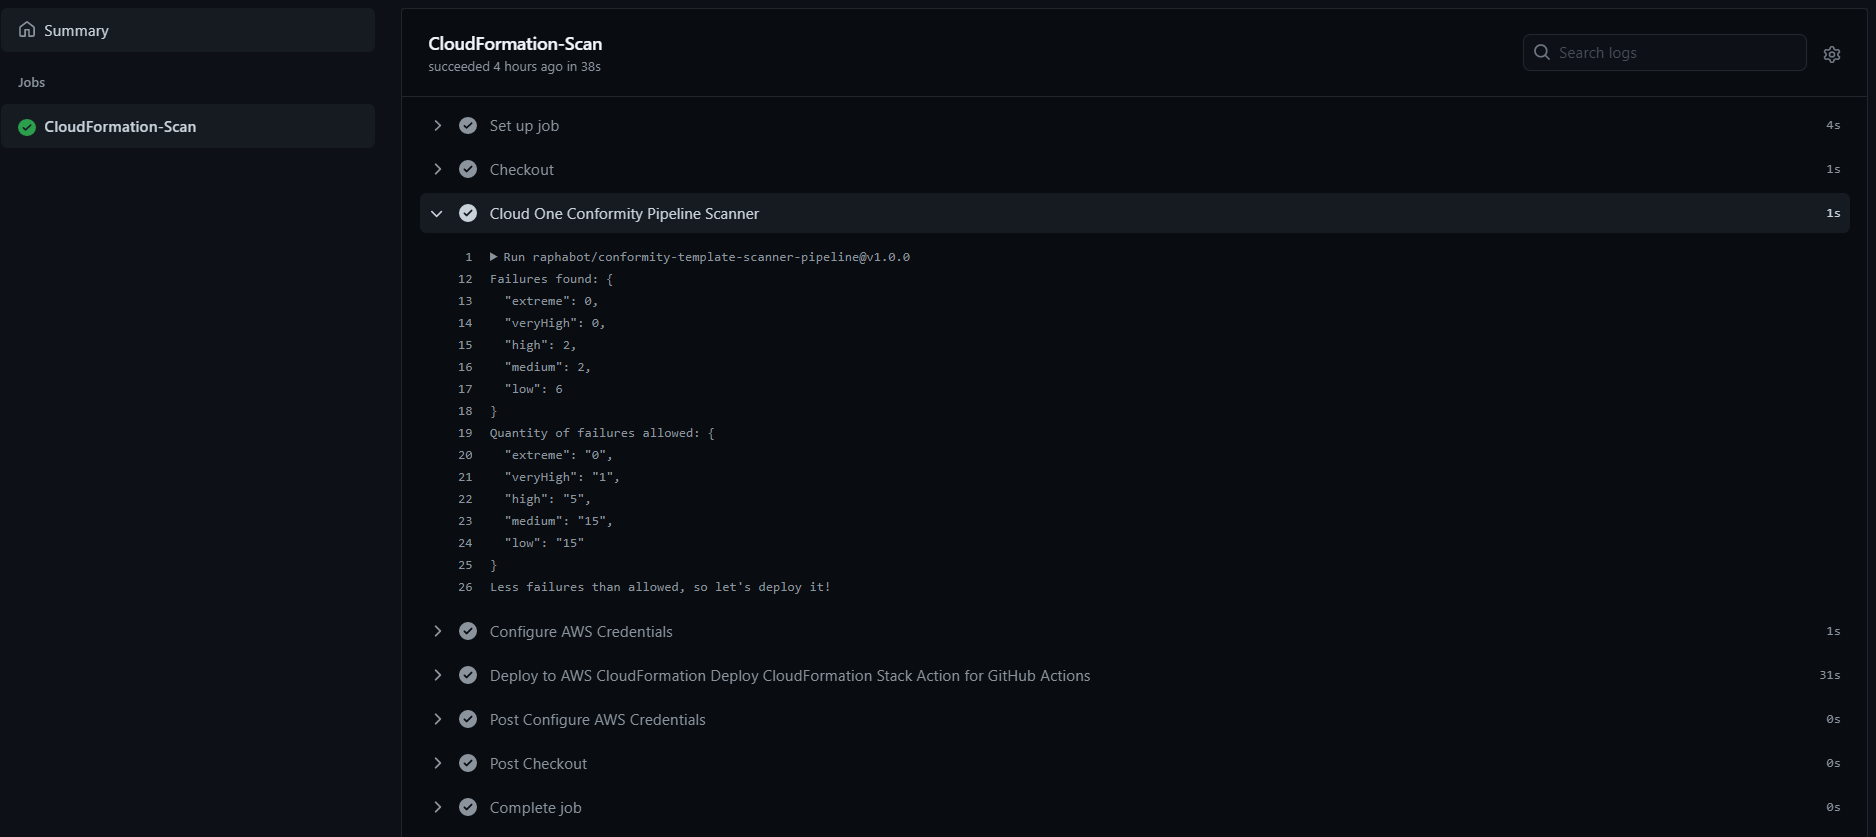 Summary
Jobs
CloudFormation-Scan
CloudFormation-Scan
succeeded 4 hours ago in 38s
Search logs
Set up job 4s
Checkout 1s
Cloud One Conformity Pipeline Scanner 1s
1 Run raphabot/conformity-template-scanner-pipeline@v1.0.0
12 Failures found: {
13 "extreme": 0,
14 "veryHigh": 0,
15 "high": 2,
16 "medium": 2,
17 "low": 6
18 }
19 Quantity of failures allowed: {
20 "extreme": "0",
21 "veryHigh": "1",
22 "high": "5",
23 "medium": "15",
24 "low": "15"
25 }
26 Less failures than allowed, so let's deploy it!
Configure AWS Credentials 1s
Deploy to AWS CloudFormation Deploy CloudFormation Stack Action for GitHub Actions 31s
Post Configure AWS Credentials 0s
Post Checkout 0s
Complete job 0s